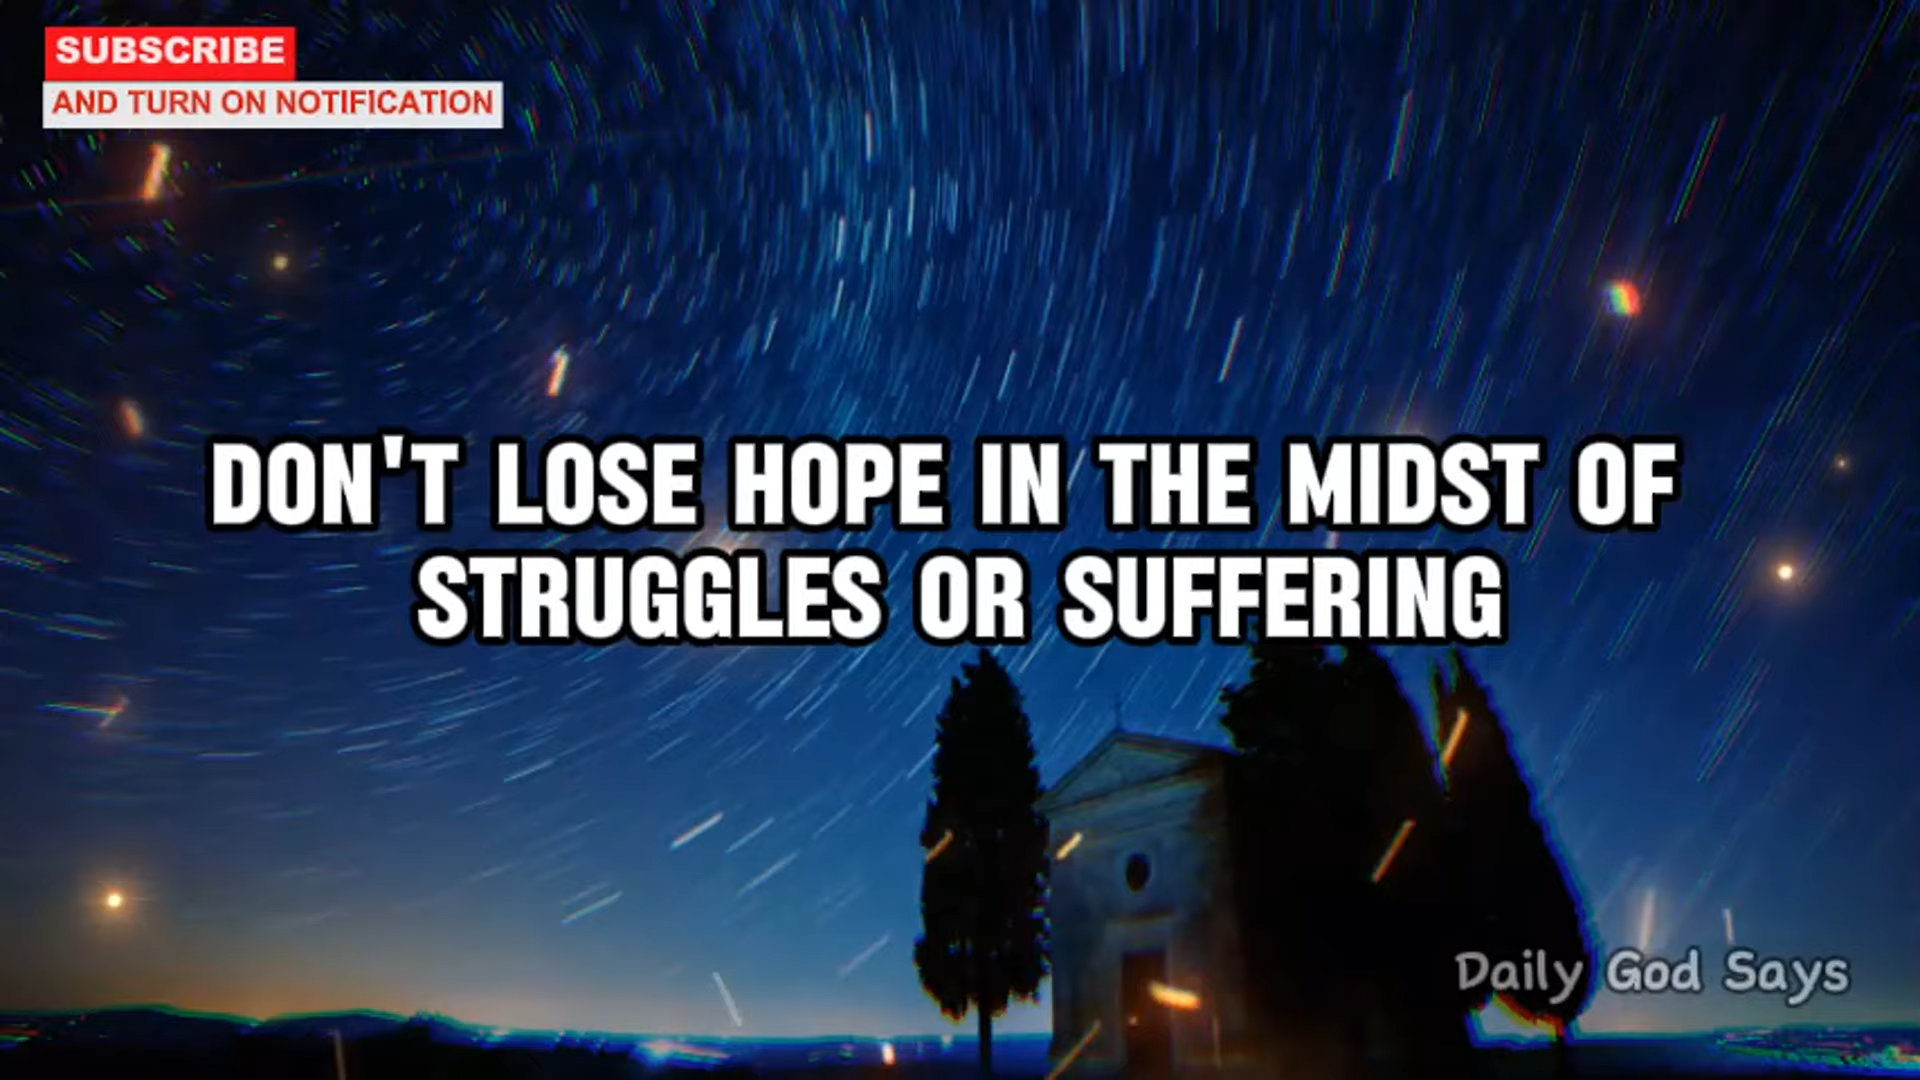 SUBSCRIBE
AND TURN ON NOTIFICATION
DON'T LOSE HOPE IN THE MIDST OF
STRUGGLES OR SUFFERING
Daily God Says